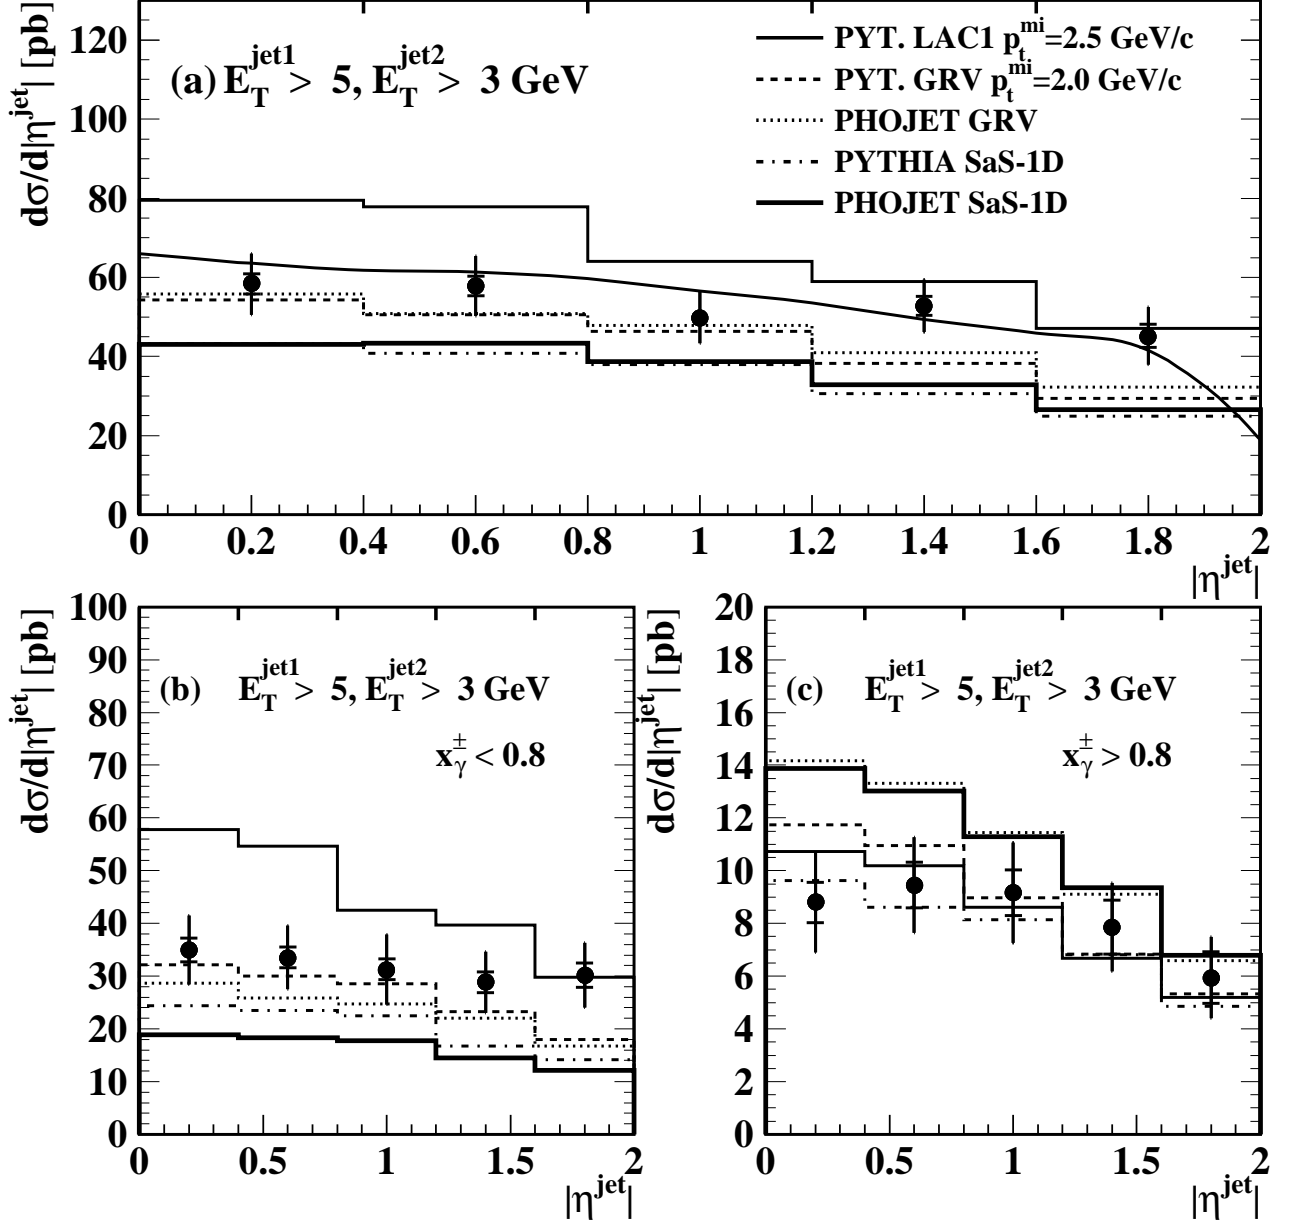 dσ/d|η^jet| [pb]
120
100
80
60
40
20
0
(a) E_T^jet1 > 5, E_T^jet2 > 3 GeV
PYT. LAC1 p_t^mi=2.5 GeV/c
PYT. GRV p_t^mi=2.0 GeV/c
PHOJET GRV
PYTHIA SaS-1D
PHOJET SaS-1D
0 0.2 0.4 0.6 0.8 1 1.2 1.4 1.6 1.8 2
|η^jet|
dσ/d|η^jet| [pb]
100
90
80
70
60
50
40
30
20
10
0
(b) E_T^jet1 > 5, E_T^jet2 > 3 GeV
x_γ^± < 0.8
0 0.5 1 1.5 2
|η^jet|
dσ/d|η^jet| [pb]
20
18
16
14
12
10
8
6
4
2
0
(c) E_T^jet1 > 5, E_T^jet2 > 3 GeV
x_γ^± > 0.8
0 0.5 1 1.5 2
|η^jet|